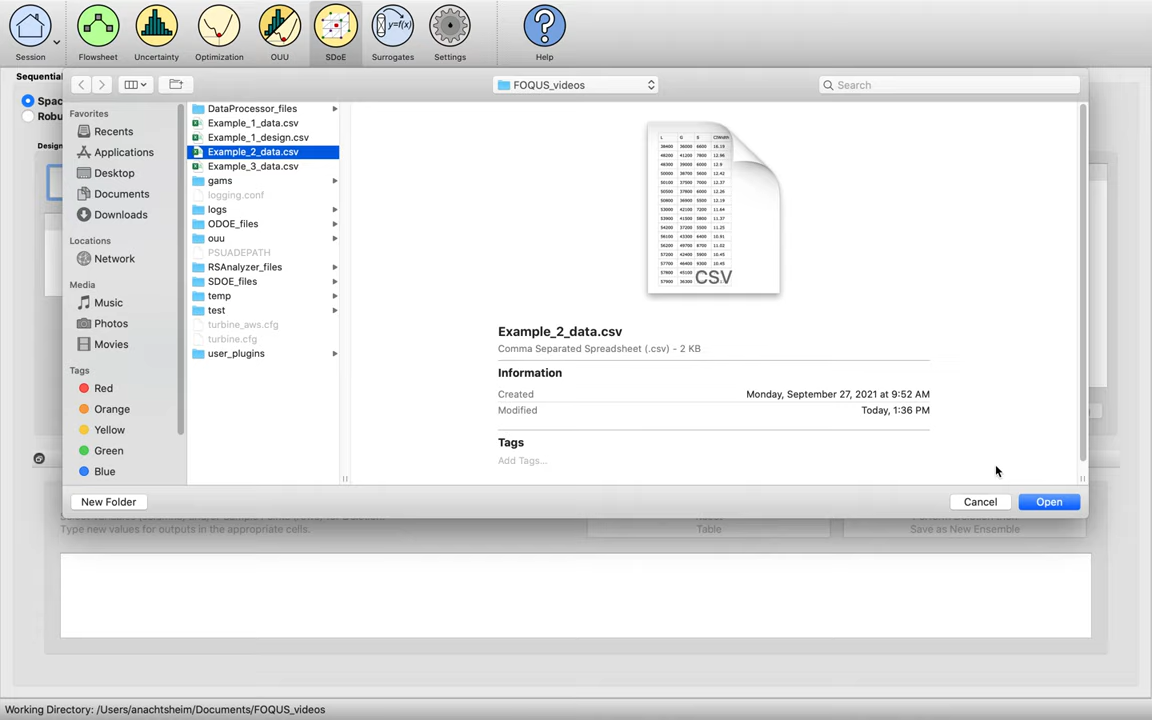 Session
Flowsheet
Uncertainty
Optimization
OUU
SDoE
y=f(x)
Surrogates
Settings
?
Help
Sequential
Spac
Robu
Design
FOQUS_videos
Search
Favorites
Recents
Applications
Desktop
Documents
Downloads
Locations
Network
Media
Music
Photos
Movies
Tags
Red
Orange
Yellow
Green
Blue
DataProcessor_files
Example_1_data.csv
Example_1_design.csv
Example_2_data.csv
Example_3_data.csv
gams
logging.conf
logs
ODOE_files
ouu
PSUADEPATH
RSAnalyzer_files
SDOE_files
temp
test
turbine_aws.cfg
turbine.cfg
user_plugins
CSV
Example_2_data.csv
Comma Separated Spreadsheet (.csv) - 2 KB
Information
Created Monday, September 27, 2021 at 9:52 AM
Modified Today, 1:36 PM
Tags
Add Tags...
New Folder
Cancel
Open
Type new values for outputs in the appropriate cells.
Table
Save as New Ensemble
Working Directory: /Users/anachtsheim/Documents/FOQUS_videos